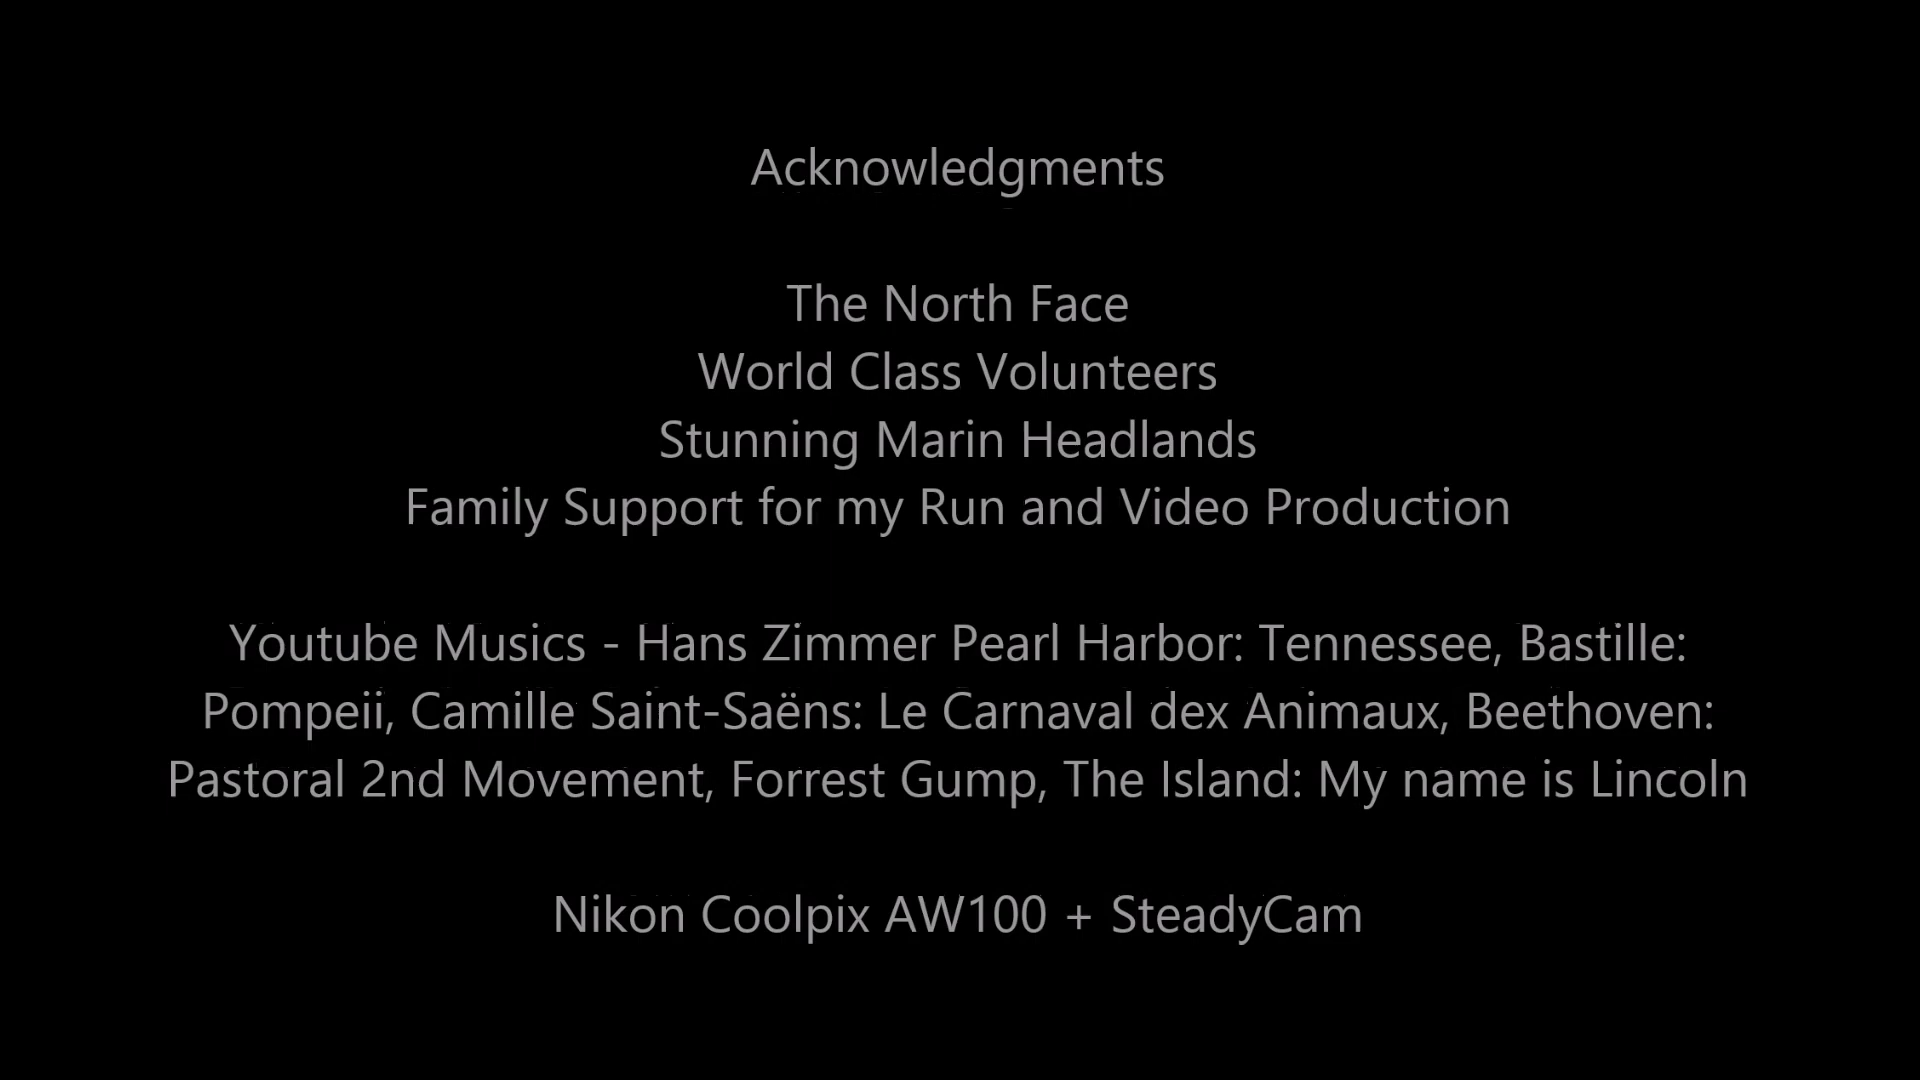 Acknowledgments
The North Face
World Class Volunteers
Stunning Marin Headlands
Family Support for my Run and Video Production
Youtube Musics - Hans Zimmer Pearl Harbor: Tennessee, Bastille:
Pompeii, Camille Saint-Saëns: Le Carnaval dex Animaux, Beethoven:
Pastoral 2nd Movement, Forrest Gump, The Island: My name is Lincoln
Nikon Coolpix AW100 + SteadyCam